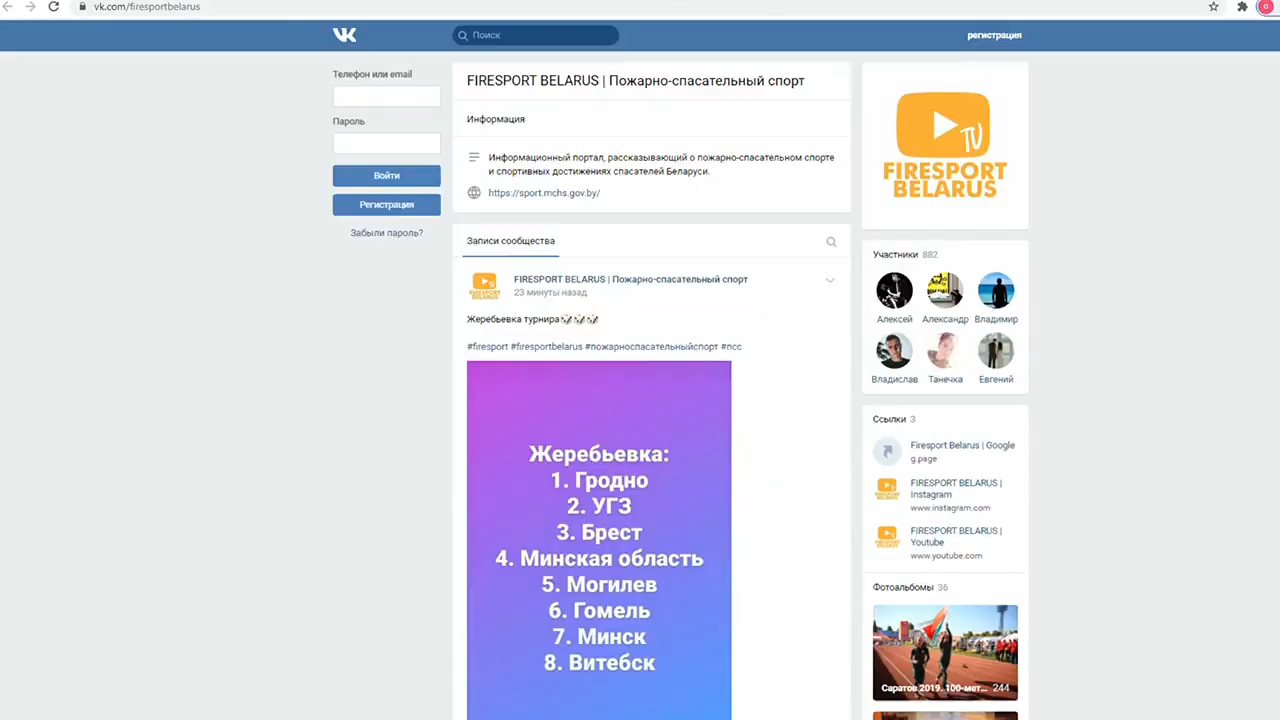 vk.com/firesportbelarus
Поиск
регистрация
Телефон или email
Пароль
Войти
Регистрация
Забыли пароль?
FIRESPORT BELARUS | Пожарно-спасательный спорт
Информация
Информационный портал, рассказывающий о пожарно-спасательном спорте
и спортивных достижениях спасателей Беларуси.
https://sport.mchs.gov.by/
Записи сообщества
FIRESPORT BELARUS | Пожарно-спасательный спорт
23 минуты назад
Жеребьевка турнира
#firesport #firesportbelarus #пожарноспасательныйспорт #псс
Жеребьевка:
1. Гродно
2. УГЗ
3. Брест
4. Минская область
5. Могилев
6. Гомель
7. Минск
8. Витебск
TV
FIRESPORT
BELARUS
Участники 882
Алексей Александр Владимир
Владислав Танечка Евгений
Ссылки 3
Firesport Belarus | Google
g.page
FIRESPORT BELARUS |
Instagram
www.instagram.com
FIRESPORT BELARUS |
Youtube
www.youtube.com
Фотоальбомы 36
Саратов 2019. 100-мет... 244